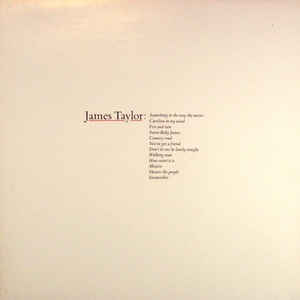 James Taylor:
Something in the way she moves
Carolina in my mind
Fire and rain
Sweet Baby James
Country road
You've got a friend
Don't let me be lonely tonight
Walking man
How sweet it is
Mexico
Shower the people
Steamroller